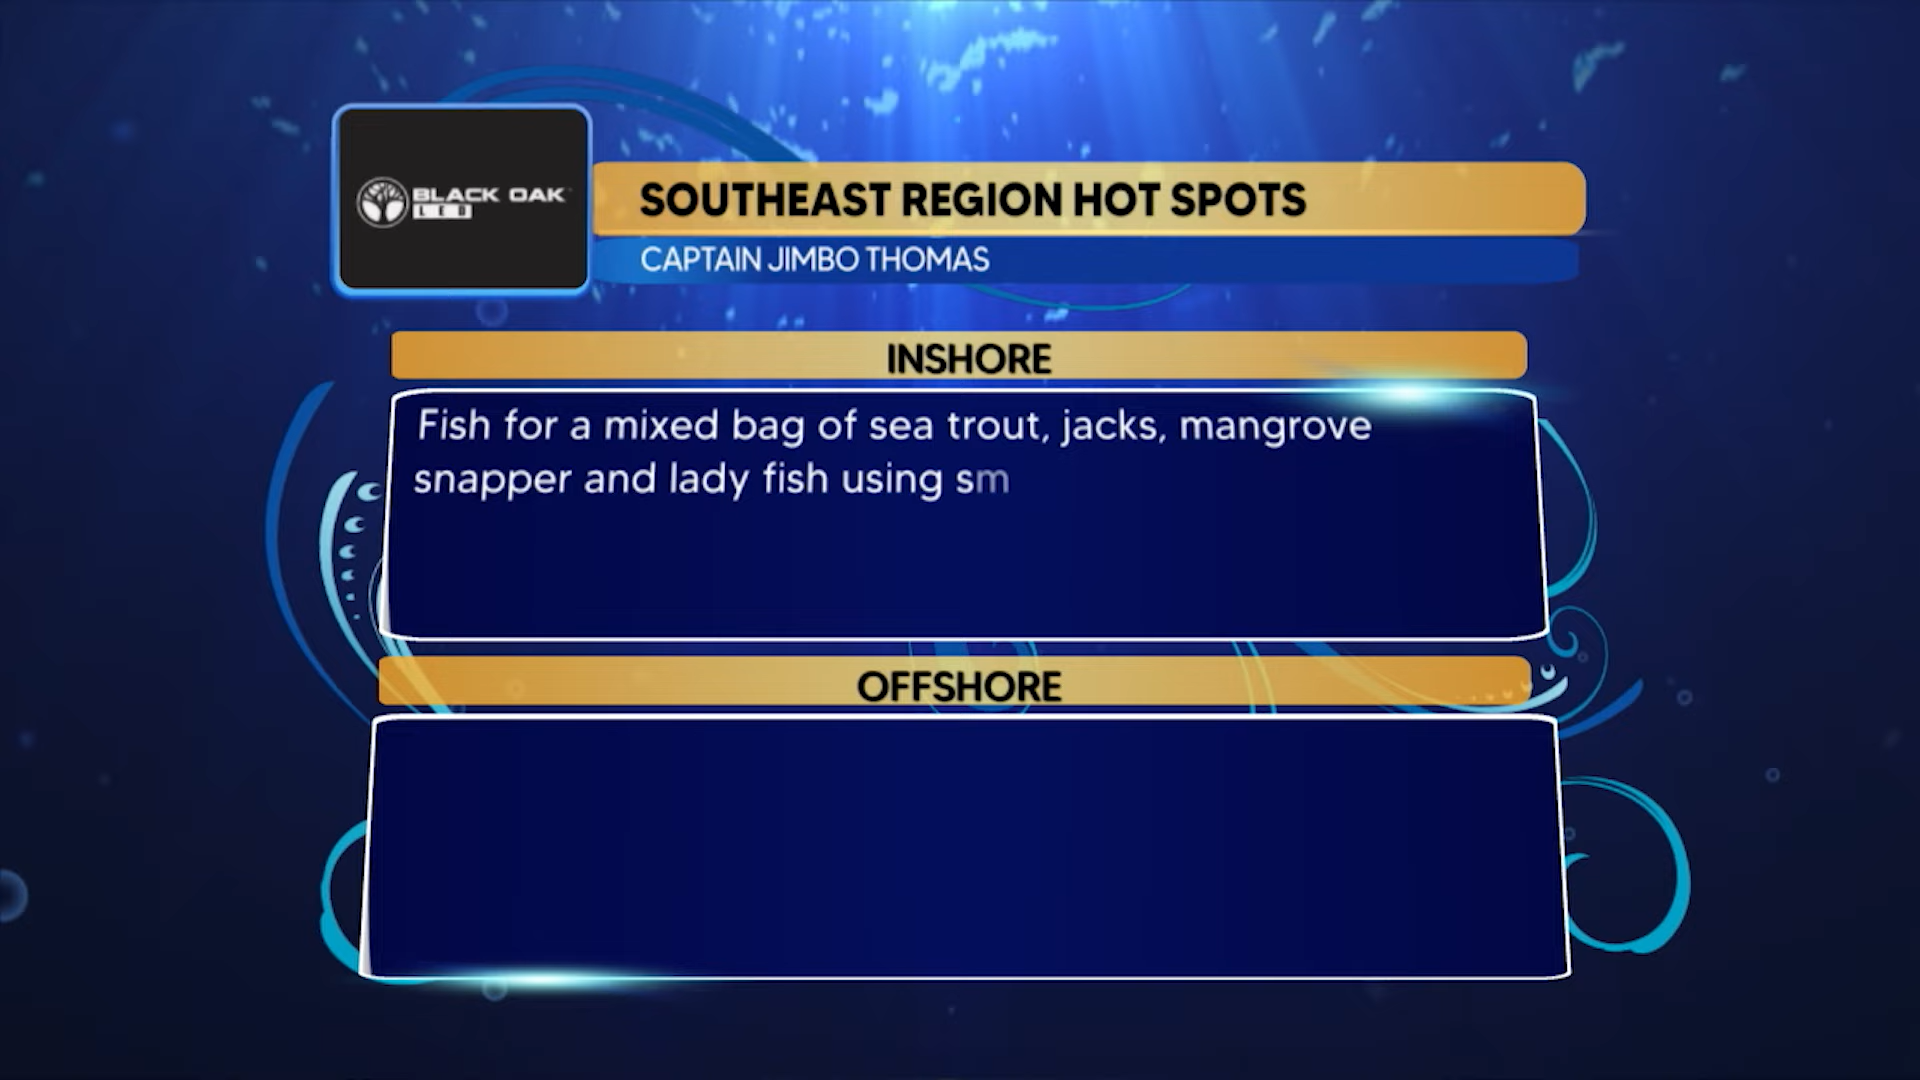 BLACK OAK
LED
SOUTHEAST REGION HOT SPOTS
CAPTAIN JIMBO THOMAS
INSHORE
Fish for a mixed bag of sea trout, jacks, mangrove
snapper and lady fish using sm
OFFSHORE